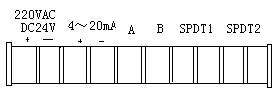 220VAC
DC24V 4～20mA A B SPDT1 SPDT2
+ — + −